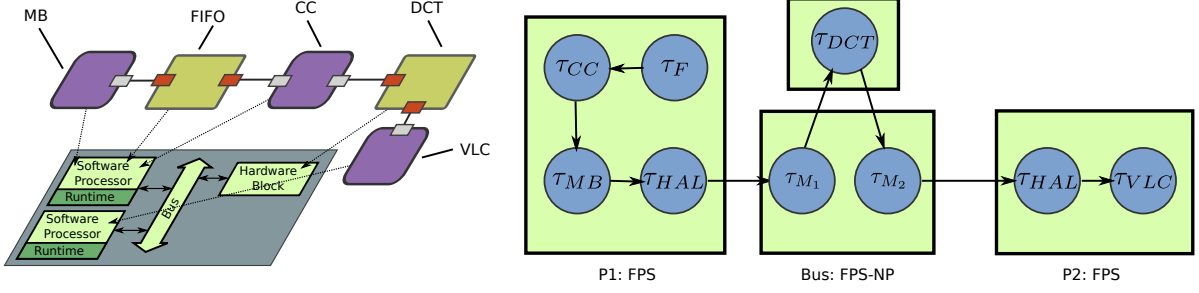 MB
FIFO
CC
DCT
VLC
Software
Processor
Runtime
Software
Processor
Runtime
Bus
Hardware
Block
τCC
τF
τMB
τHAL
P1: FPS
τDCT
τM1
τM2
Bus: FPS-NP
τHAL
τVLC
P2: FPS